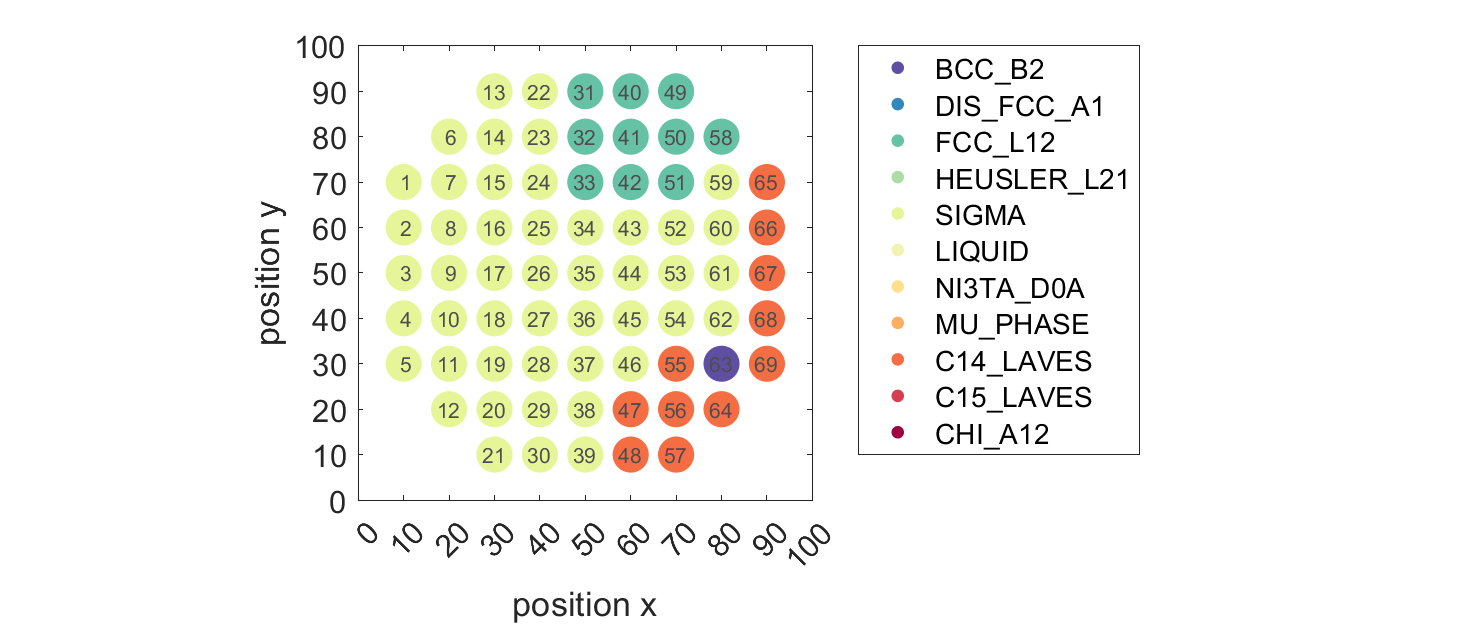 100
90
80
70
60
50
40
30
20
10
0
position y
13 22 31 40 49
6 14 23 32 41 50 58
1 7 15 24 33 42 51 59 65
2 8 16 25 34 43 52 60 66
3 9 17 26 35 44 53 61 67
4 10 18 27 36 45 54 62 68
5 11 19 28 37 46 55 63 69
12 20 29 38 47 56 64
21 30 39 48 57
0 10 20 30 40 50 60 70 80 90 100
position x
BCC_B2
DIS_FCC_A1
FCC_L12
HEUSLER_L21
SIGMA
LIQUID
NI3TA_D0A
MU_PHASE
C14_LAVES
C15_LAVES
CHI_A12